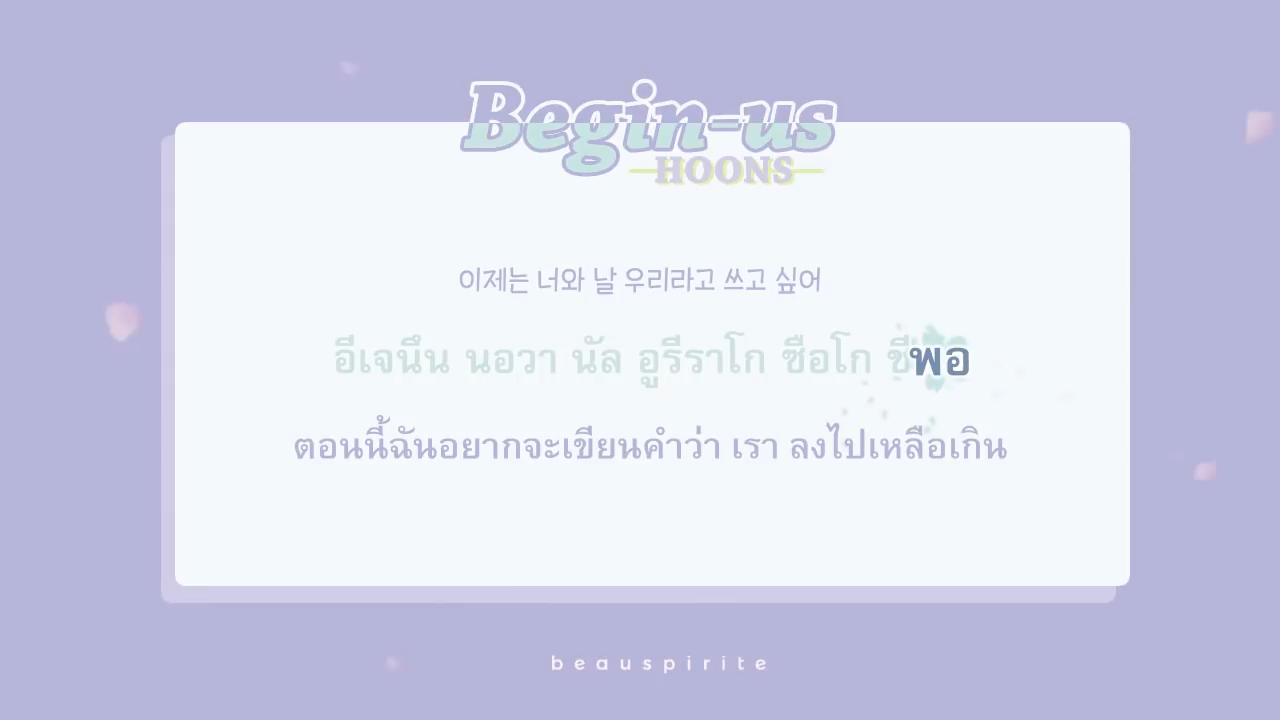 Begin-us
HOONS
이제는 너와 날 우리라고 쓰고 싶어
อีเจนึน นอวา นัล อูรีราโก ซือโก ชีพอ
ตอนนี้ฉันอยากจะเขียนคำว่า เรา ลงไปเหลือเกิน
beauspirite